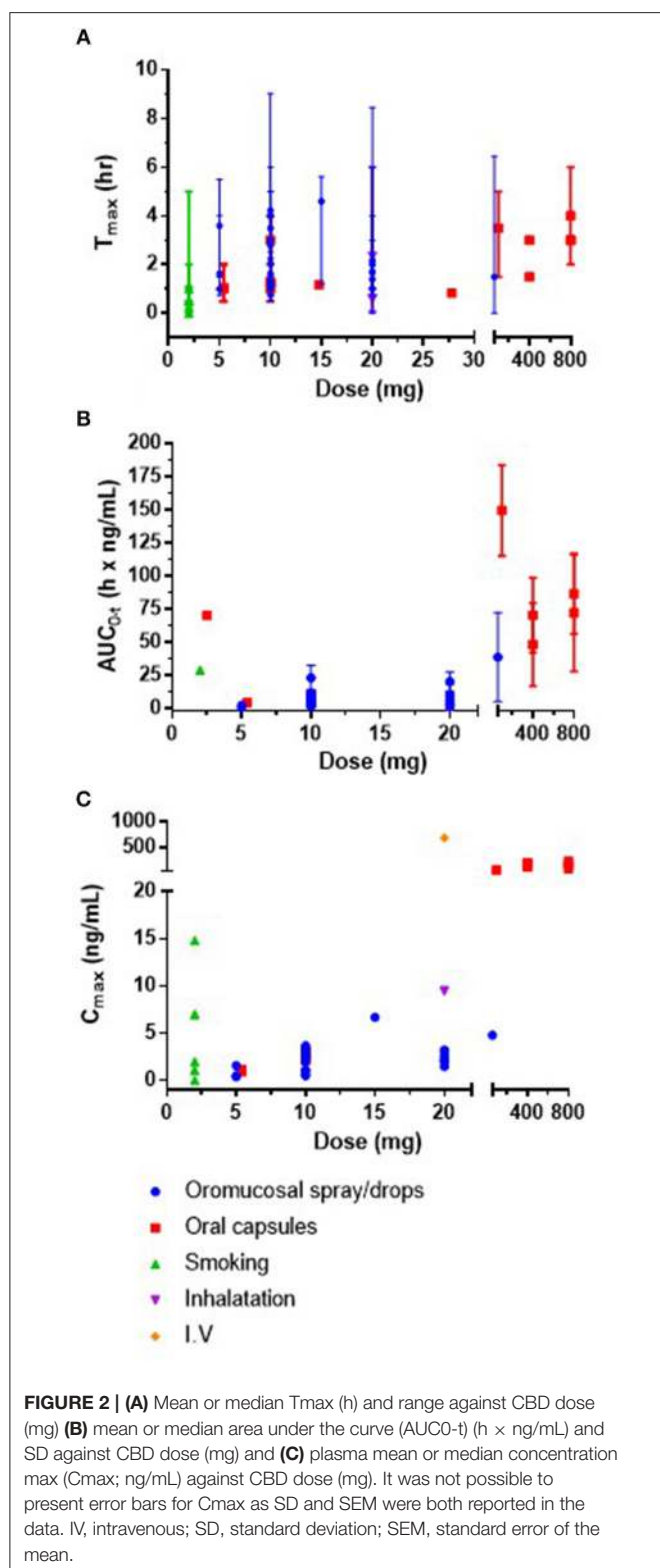 A
10
8
6
4
2
0
T_max (hr)
0 5 10 15 20 25 30 400 800
Dose (mg)
B
200
175
150
125
100
75
50
25
0
AUC_0-t (h x ng/mL)
0 5 10 15 20 400 800
Dose (mg)
C
1000
500
20
15
10
5
0
C_max (ng/mL)
0 5 10 15 20 400 800
Dose (mg)
Oromucosal spray/drops
Oral capsules
Smoking
Inhalatation
I.V
FIGURE 2 | (A) Mean or median Tmax (h) and range against CBD dose
(mg) (B) mean or median area under the curve (AUC0-t) (h × ng/mL) and
SD against CBD dose (mg) and (C) plasma mean or median concentration
max (Cmax; ng/mL) against CBD dose (mg). It was not possible to
present error bars for Cmax as SD and SEM were both reported in the
data. IV, intravenous; SD, standard deviation; SEM, standard error of the
mean.